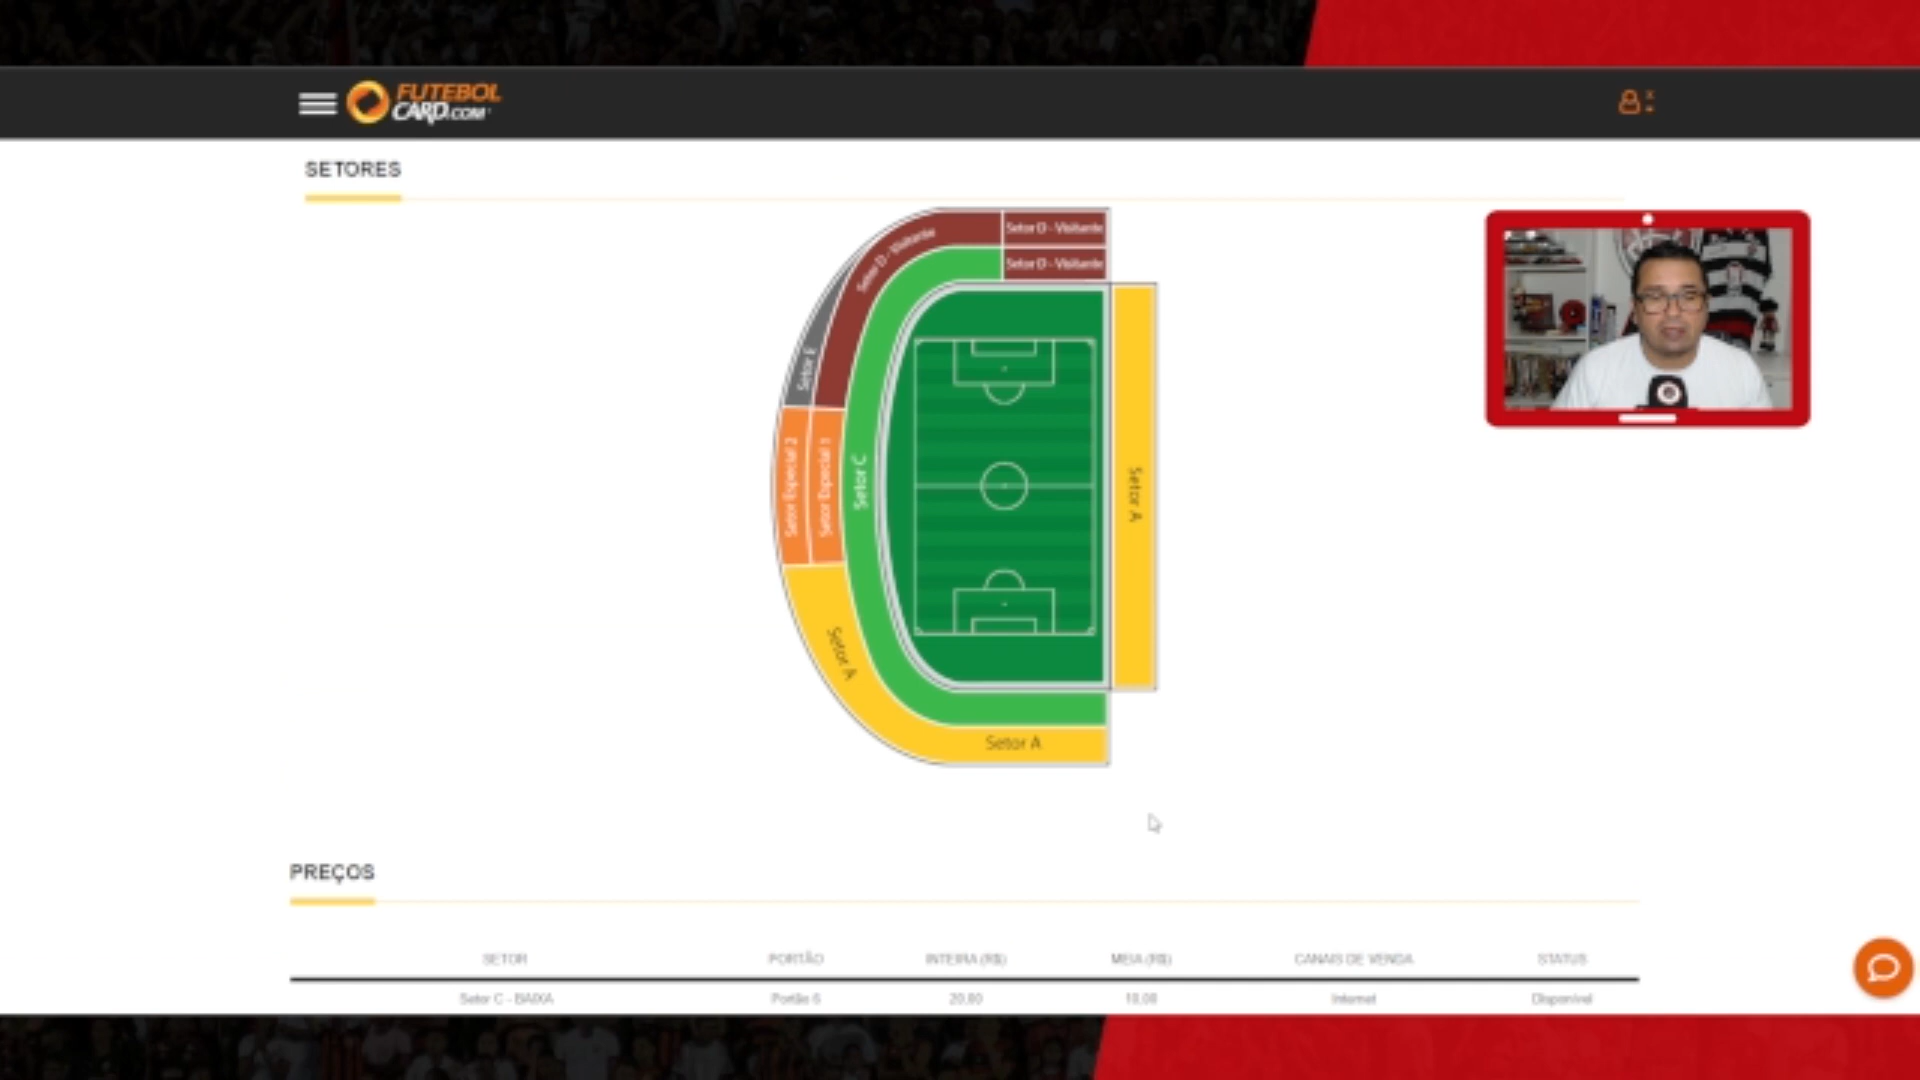 FUTEBOL
CARD.COM
SETORES
Setor D - Visitante
Setor D - Visitante
Setor D - Visitante
Setor E
Setor Especial 2
Setor Especial 1
Setor C
Setor A
Setor A
Setor A
PREÇOS
SETOR PORTÃO INTEIRA (R$) MEIA (R$) CANAIS DE VENDA STATUS
Setor C - BAIXA Portão 6 20,00 10,00 Internet Disponível